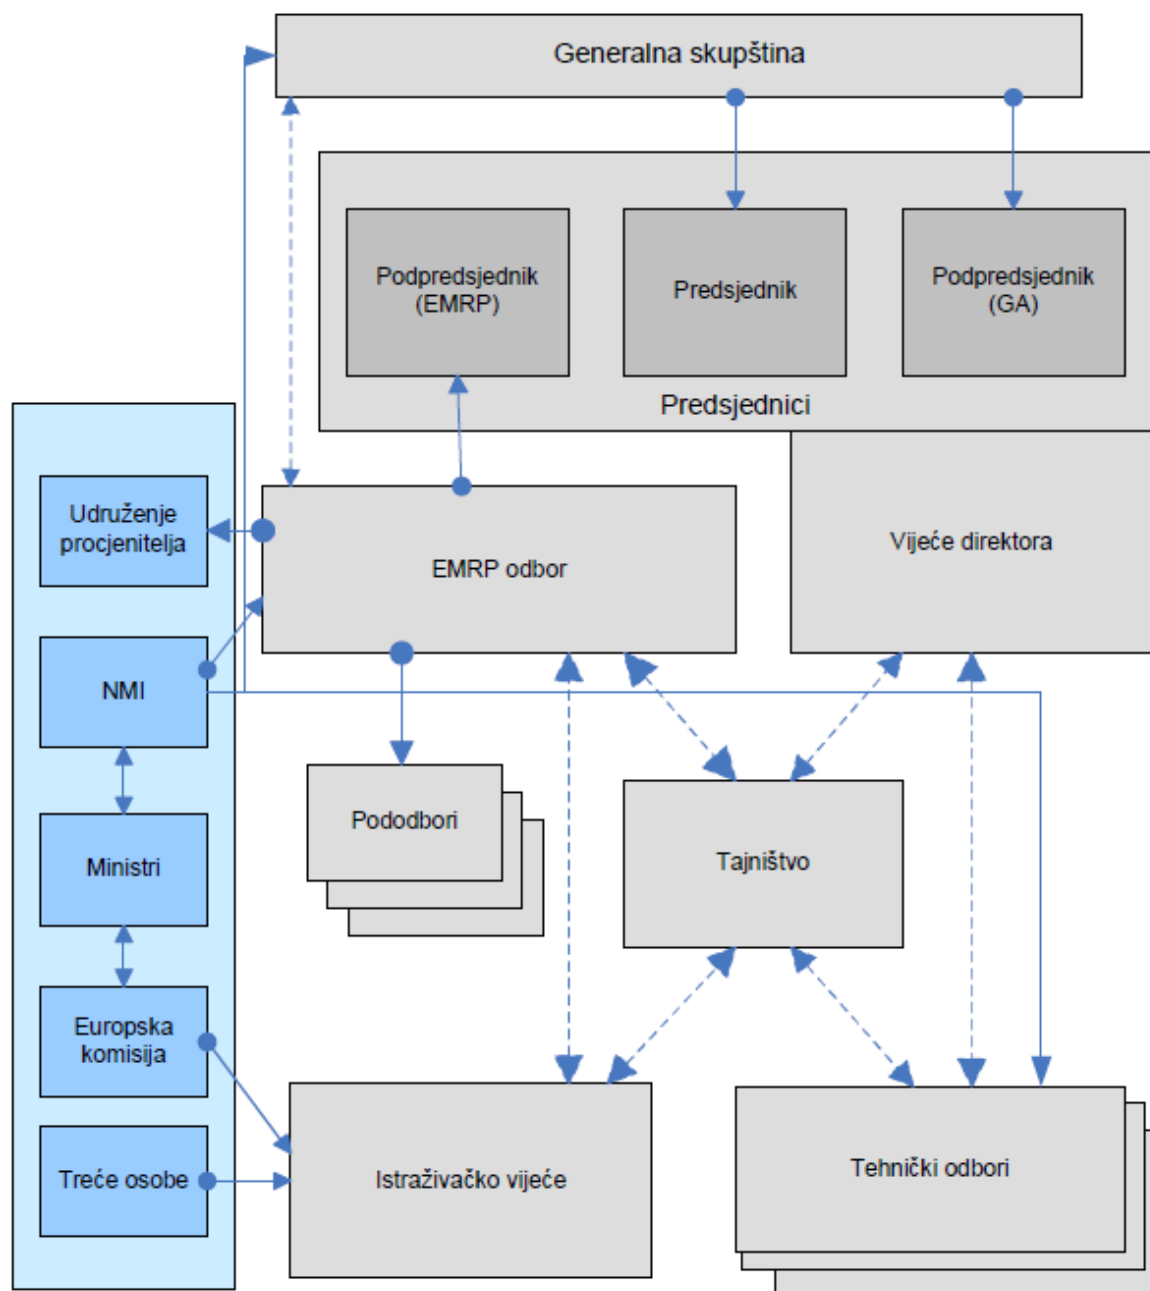 Generalna skupština
Podpredsjednik
(EMRP)
Predsjednik
Podpredsjednik
(GA)
Predsjednici
Udruženje
procjenitelja
EMRP odbor
Vijeće direktora
NMI
Pododbori
Tajništvo
Ministri
Europska
komisija
Treće osobe
Istraživačko vijeće
Tehnički odbori